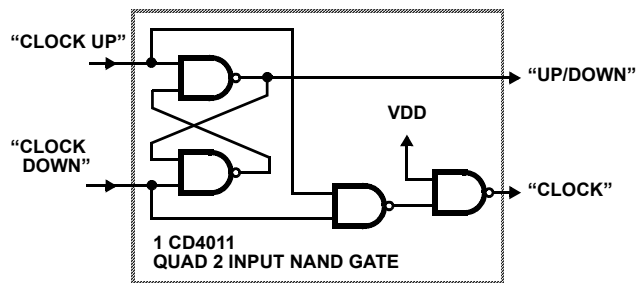 “CLOCK UP”
“UP/DOWN”
VDD
“CLOCK
DOWN”
“CLOCK”
1 CD4011
QUAD 2 INPUT NAND GATE